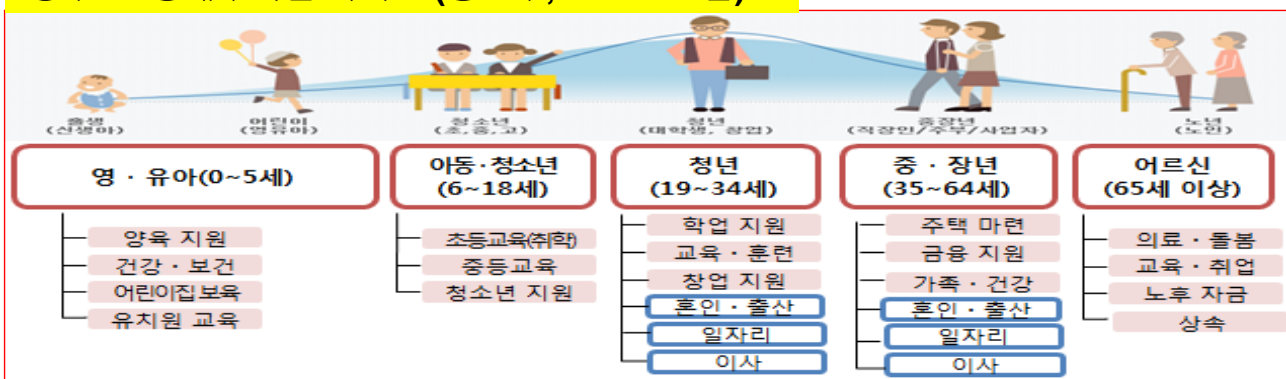 출생
(신생아)
어린이
(영유아)
청소년
(초,중,고)
청년
(대학생, 창업)
중장년
(직장인/주부/사업자)
노년
(노인)
영 · 유아(0~5세)
양육 지원
건강 · 보건
어린이집보육
유치원 교육
아동·청소년
(6~18세)
초등교육(취학)
중등교육
청소년 지원
청년
(19~34세)
학업 지원
교육 · 훈련
창업 지원
혼인 · 출산
일자리
이사
중 · 장년
(35~64세)
주택 마련
금융 지원
가족 · 건강
혼인 · 출산
일자리
이사
어르신
(65세 이상)
의료 · 돌봄
교육 · 취업
노후 자금
상속